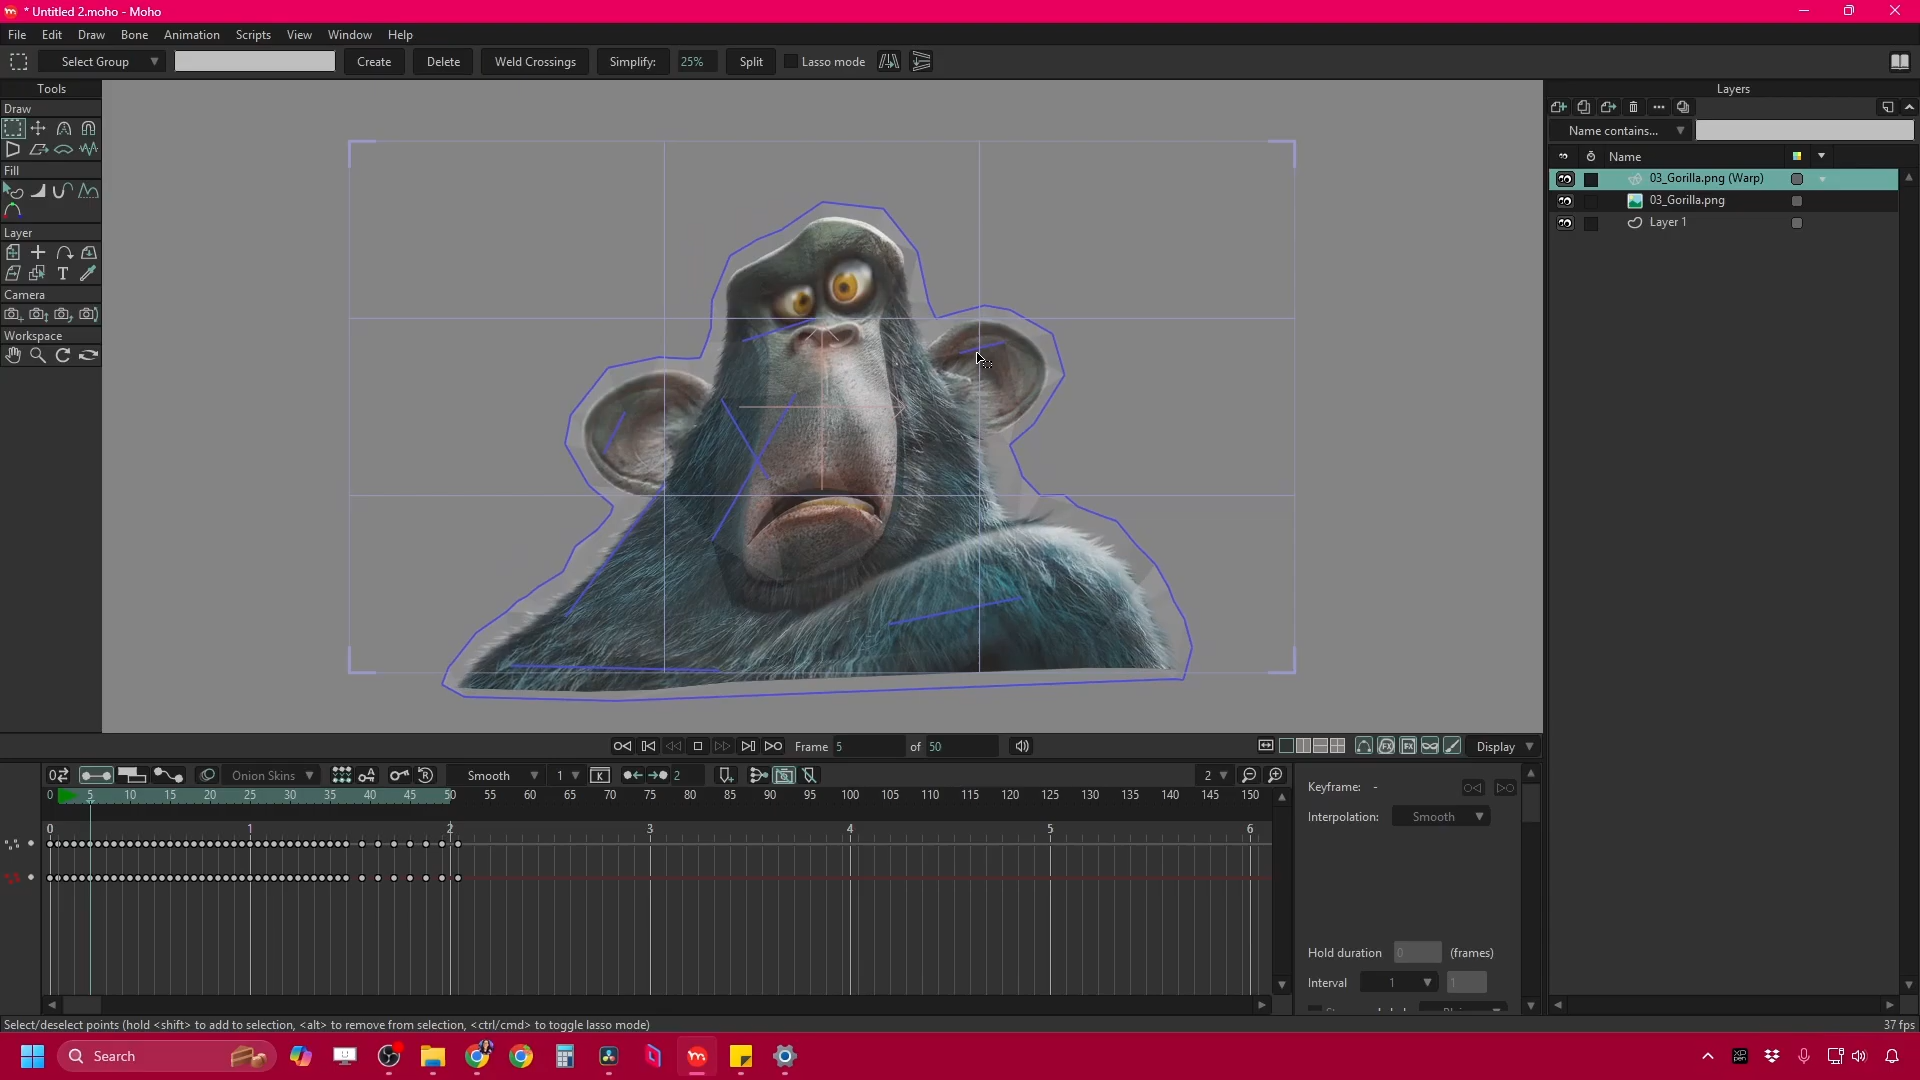 * Untitled 2.moho - Moho
File Edit Draw Bone Animation Scripts View Window Help
Select Group Create Delete Weld Crossings Simplify: 25% Split Lasso mode
Tools
Draw
Fill
Layer
Camera
Workspace
Layers
Name contains...
Name
03_Gorilla.png (Warp)
03_Gorilla.png
Layer 1
Frame 5 of 50 Display
Onion Skins Smooth 1 K 2 2
0 5 10 15 20 25 30 35 40 45 50 55 60 65 70 75 80 85 90 95 100 105 110 115 120 125 130 135 140 145 150
0 1 2 3 4 5 6
Keyframe: -
Interpolation: Smooth
Hold duration 0 (frames)
Interval 1 1
Select/deselect points (hold <shift> to add to selection, <alt> to remove from selection, <ctrl/cmd> to toggle lasso mode) 37 fps
Search